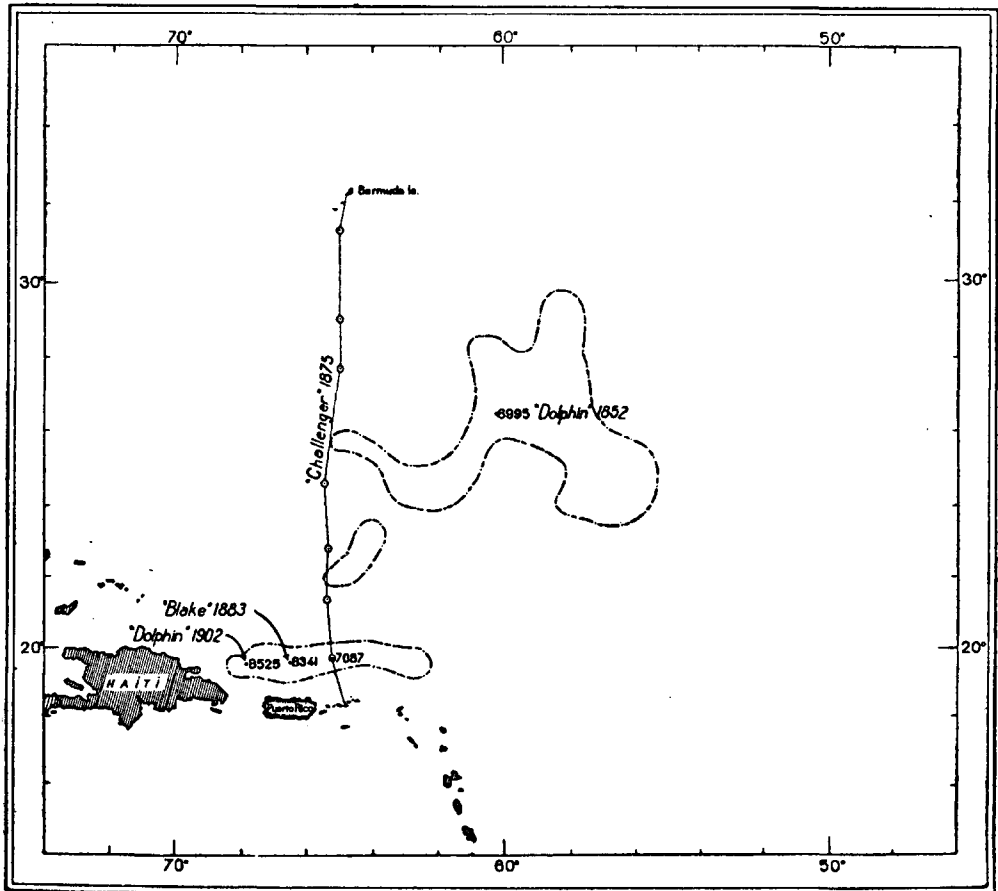 70°
60°
50°
Bermuda Is.
30°
30°
"Challenger" 1875
6995 "Dolphin" 1852
"Blake" 1883
"Dolphin" 1902
20°
20°
8525
8341
7087
HAÏTI
Puerto Rico
70°
60°
50°